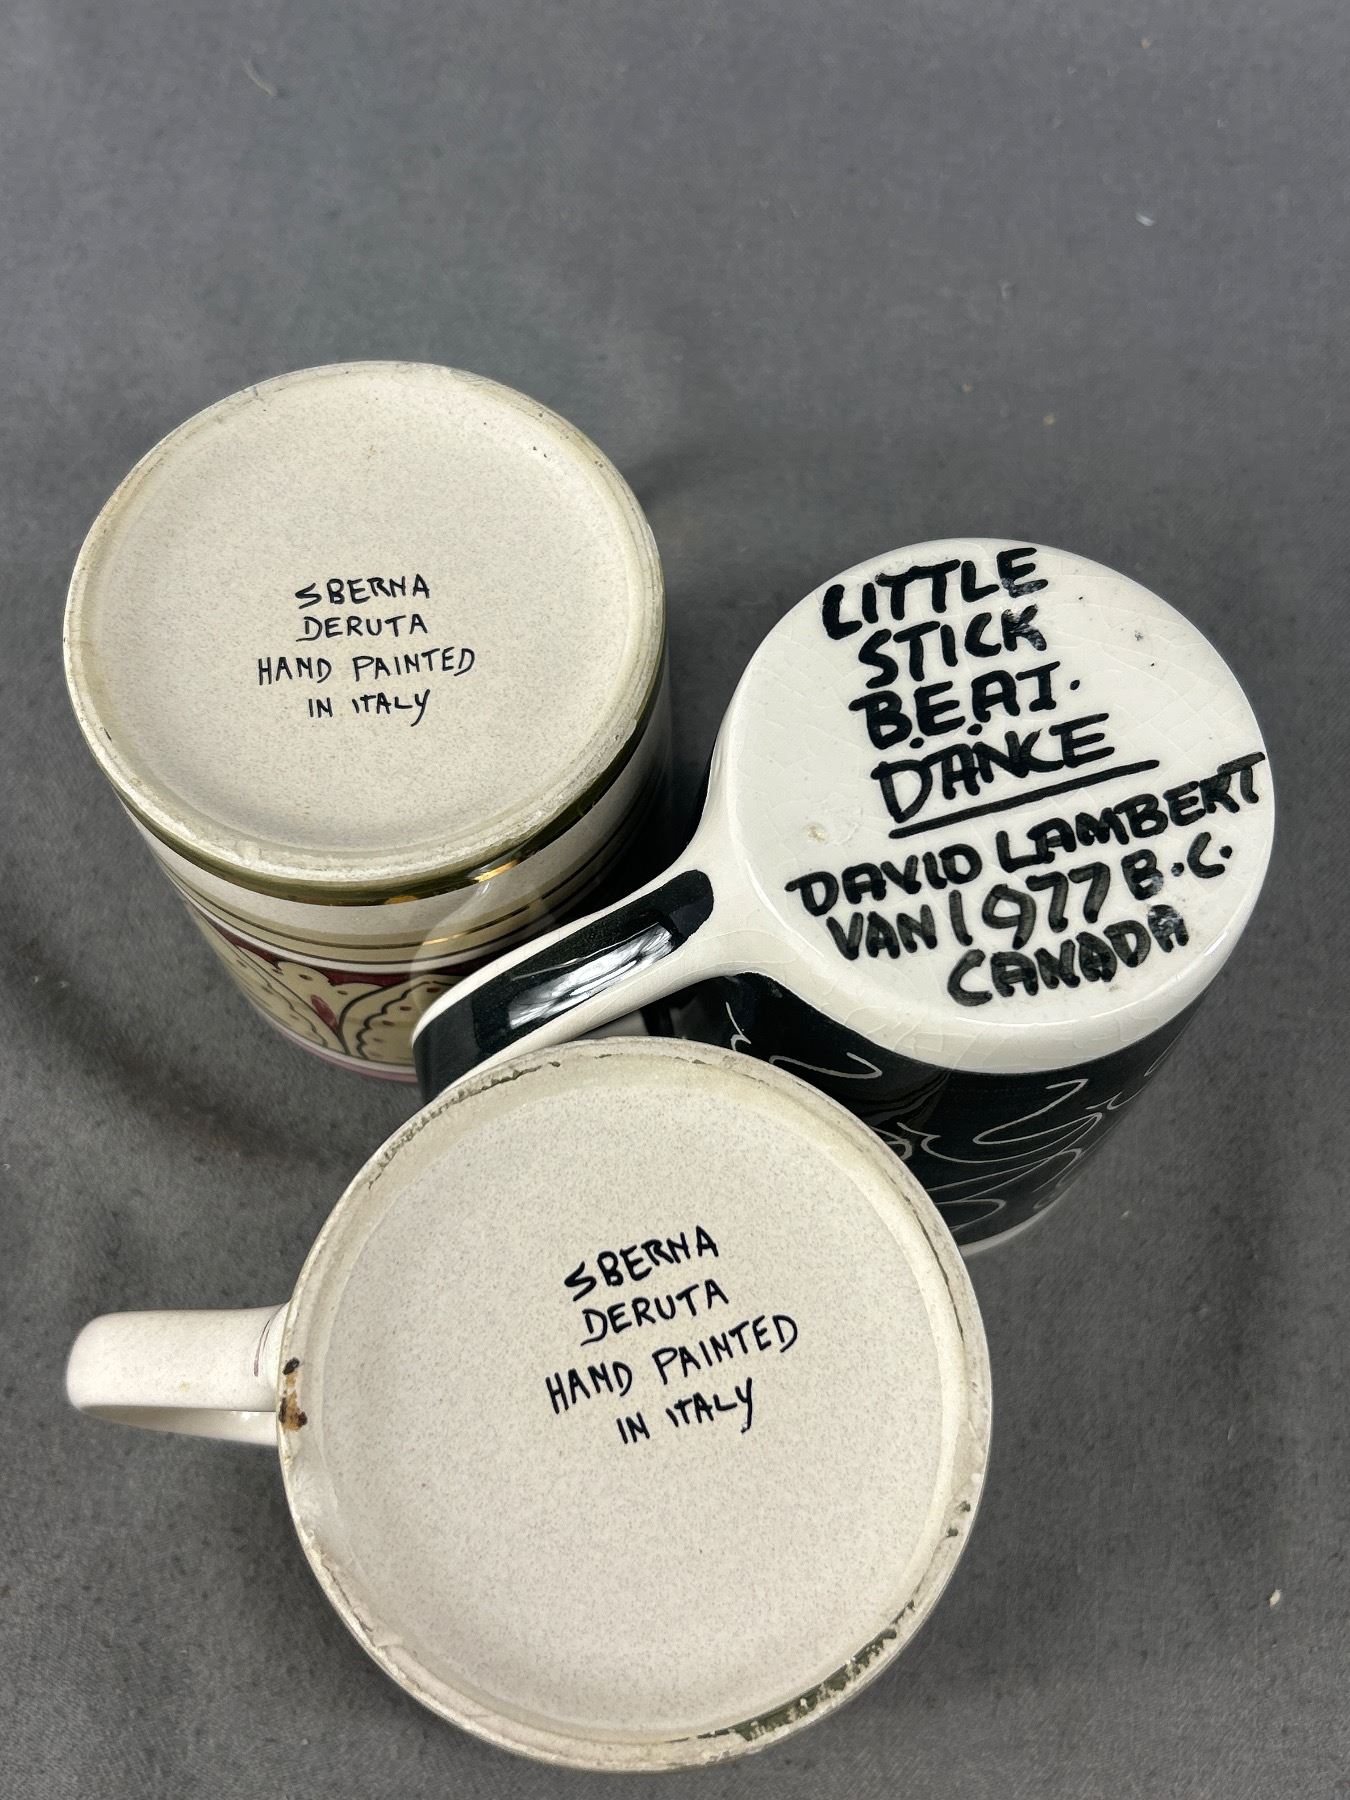 SBERNA
DERUTA
HAND PAINTED
IN ITALY
LITTLE
STICK
B.E.A.T.
DANCE
DAVID LAMBERT
VAN 1977 B.C.
CANADA
SBERNA
DERUTA
HAND PAINTED
IN ITALY